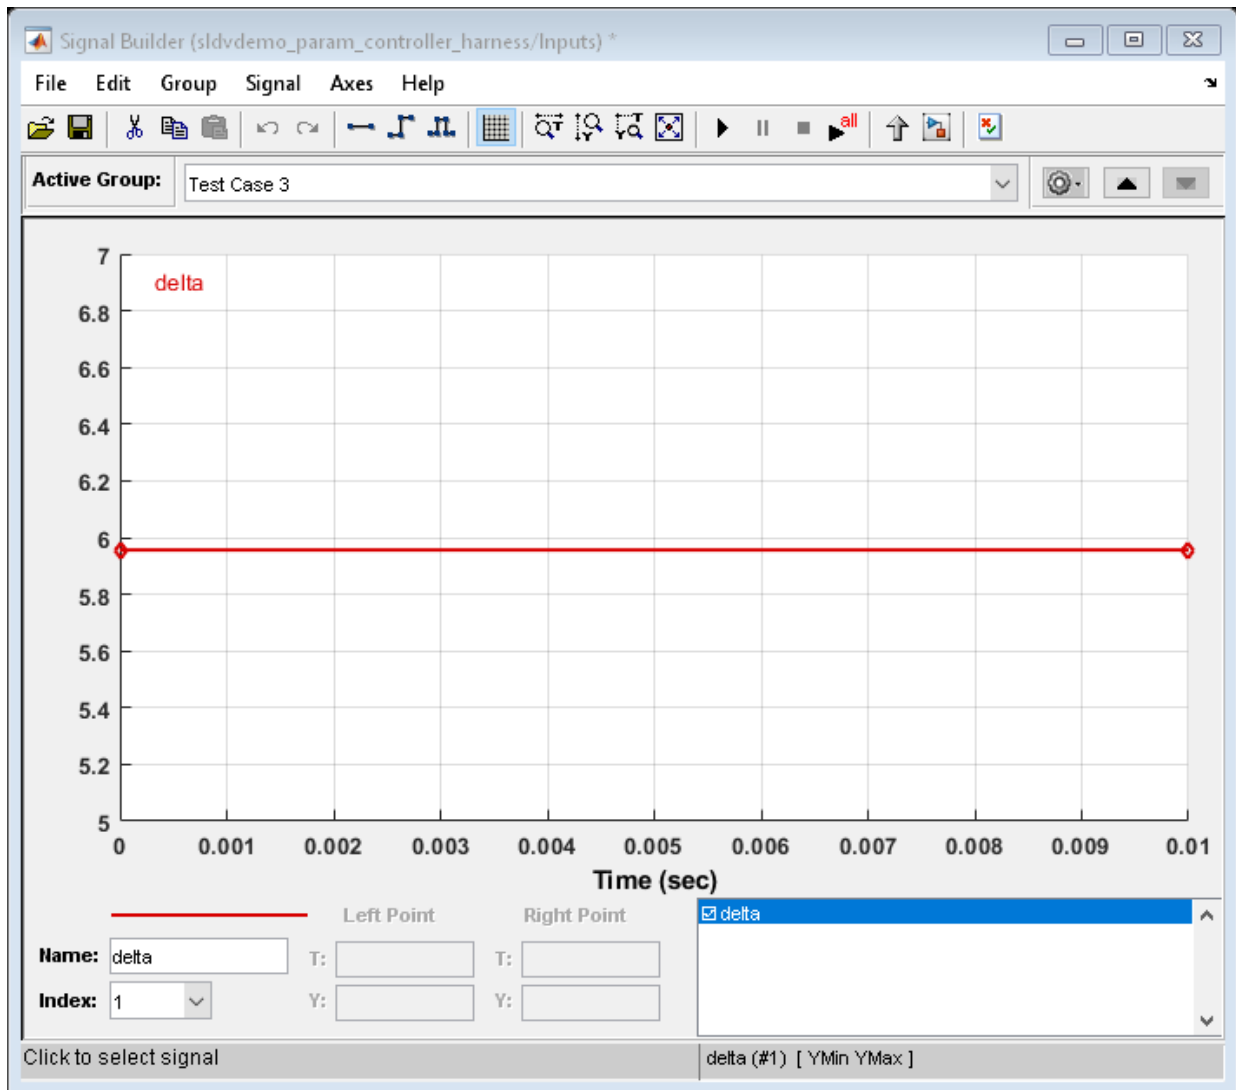 Signal Builder (sldvdemo_param_controller_harness/Inputs) *
File Edit Group Signal Axes Help
all
Active Group: Test Case 3
delta
7
6.8
6.6
6.4
6.2
6
5.8
5.6
5.4
5.2
5
0 0.001 0.002 0.003 0.004 0.005 0.006 0.007 0.008 0.009 0.01
Time (sec)
Left Point Right Point
delta
Name: delta T: T:
Index: 1 Y: Y:
Click to select signal
delta (#1) [ YMin YMax ]